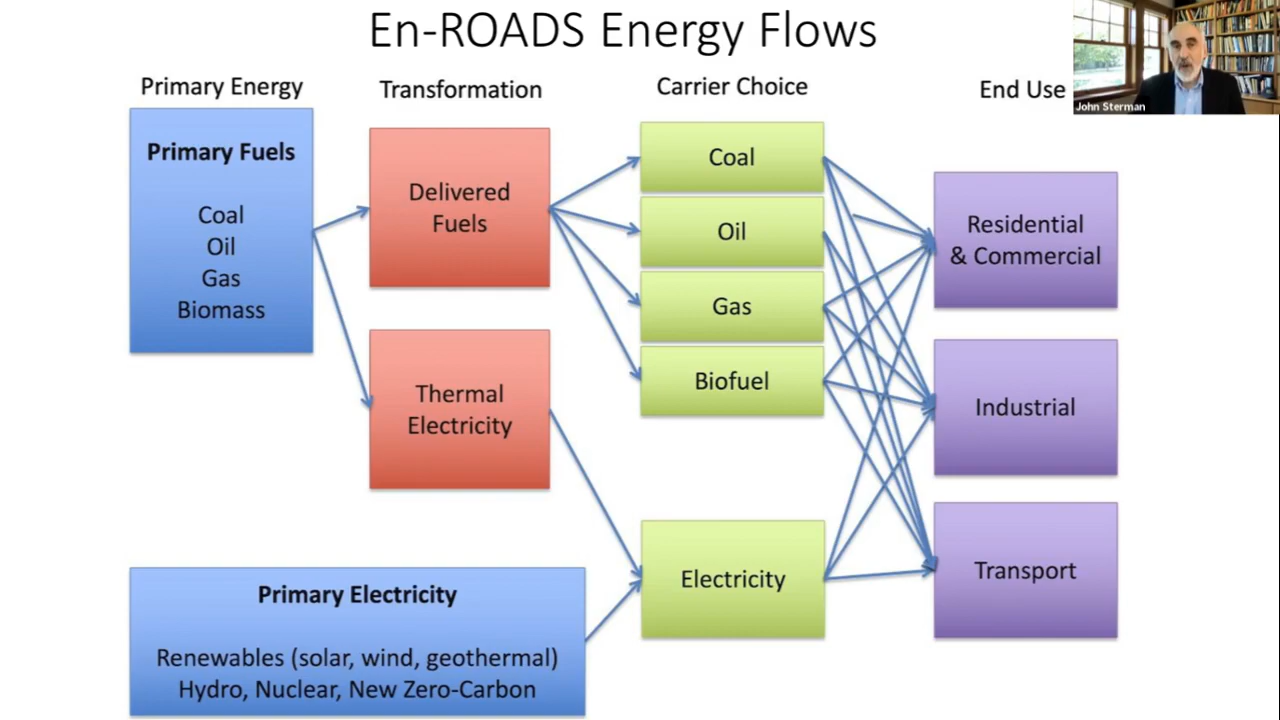 En-ROADS Energy Flows
Primary Energy
Transformation
Carrier Choice
End Use
John Sterman
Primary Fuels
Coal
Oil
Gas
Biomass
Delivered
Fuels
Thermal
Electricity
Primary Electricity
Renewables (solar, wind, geothermal)
Hydro, Nuclear, New Zero-Carbon
Coal
Oil
Gas
Biofuel
Electricity
Residential
& Commercial
Industrial
Transport